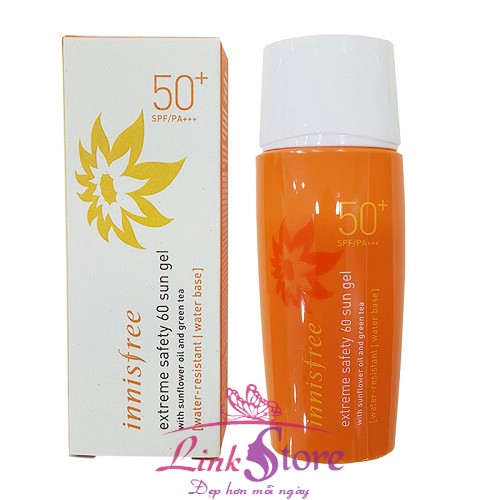 50+
SPF/PA+++
innisfree
extreme safety 60 sun gel
with sunflower oil and green tea
[water-resistant | water base]
50+
SPF/PA+++
innisfree
extreme safety 60 sun gel
with sunflower oil and green tea
[water-resistant | water base]
Link Store
Đẹp hơn mỗi ngày